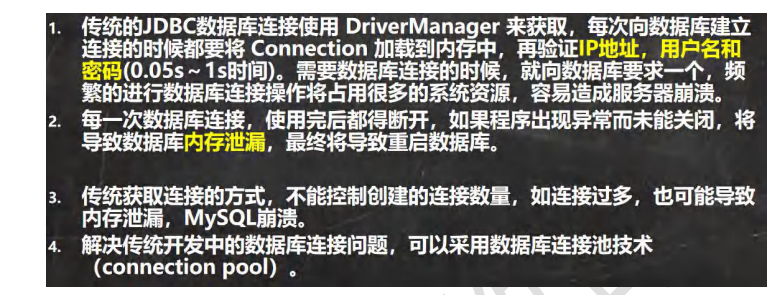 1. 传统的JDBC数据库连接使用 DriverManager 来获取，每次向数据库建立
连接的时候都要将 Connection 加载到内存中，再验证IP地址，用户名和
密码(0.05s～1s时间)。需要数据库连接的时候，就向数据库要求一个，频
繁的进行数据库连接操作将占用很多的系统资源，容易造成服务器崩溃。
2. 每一次数据库连接，使用完后都得断开，如果程序出现异常而未能关闭，将
导致数据库内存泄漏，最终将导致重启数据库。
3. 传统获取连接的方式，不能控制创建的连接数量，如连接过多，也可能导致
内存泄漏，MySQL崩溃。
4. 解决传统开发中的数据库连接问题，可以采用数据库连接池技术
（connection pool）。